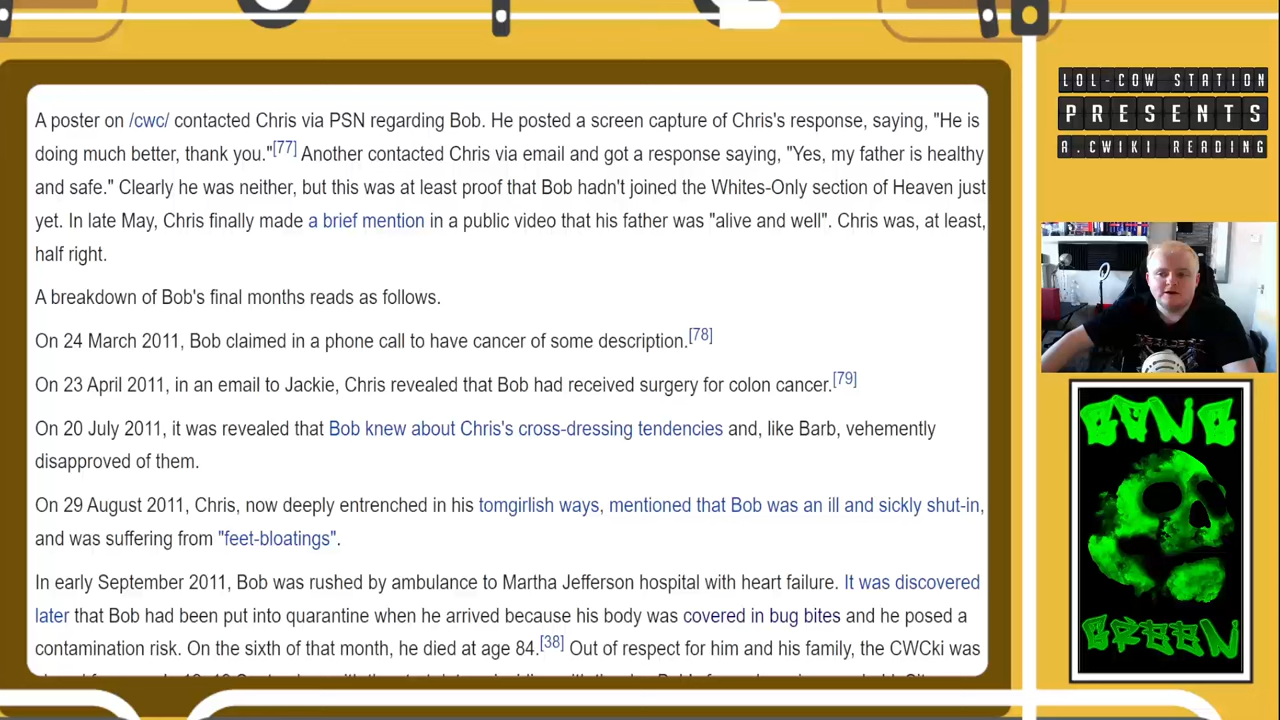 A poster on /cwc/ contacted Chris via PSN regarding Bob. He posted a screen capture of Chris's response, saying, "He is
doing much better, thank you."[77] Another contacted Chris via email and got a response saying, "Yes, my father is healthy
and safe." Clearly he was neither, but this was at least proof that Bob hadn't joined the Whites-Only section of Heaven just
yet. In late May, Chris finally made a brief mention in a public video that his father was "alive and well". Chris was, at least,
half right.
A breakdown of Bob's final months reads as follows.
On 24 March 2011, Bob claimed in a phone call to have cancer of some description.[78]
On 23 April 2011, in an email to Jackie, Chris revealed that Bob had received surgery for colon cancer.[79]
On 20 July 2011, it was revealed that Bob knew about Chris's cross-dressing tendencies and, like Barb, vehemently
disapproved of them.
On 29 August 2011, Chris, now deeply entrenched in his tomgirlish ways, mentioned that Bob was an ill and sickly shut-in,
and was suffering from "feet-bloatings".
In early September 2011, Bob was rushed by ambulance to Martha Jefferson hospital with heart failure. It was discovered
later that Bob had been put into quarantine when he arrived because his body was covered in bug bites and he posed a
contamination risk. On the sixth of that month, he died at age 84.[38] Out of respect for him and his family, the CWCki was
LOL-COW STATION
PRESENTS
A.CWIKI READING
GANG
GREEN